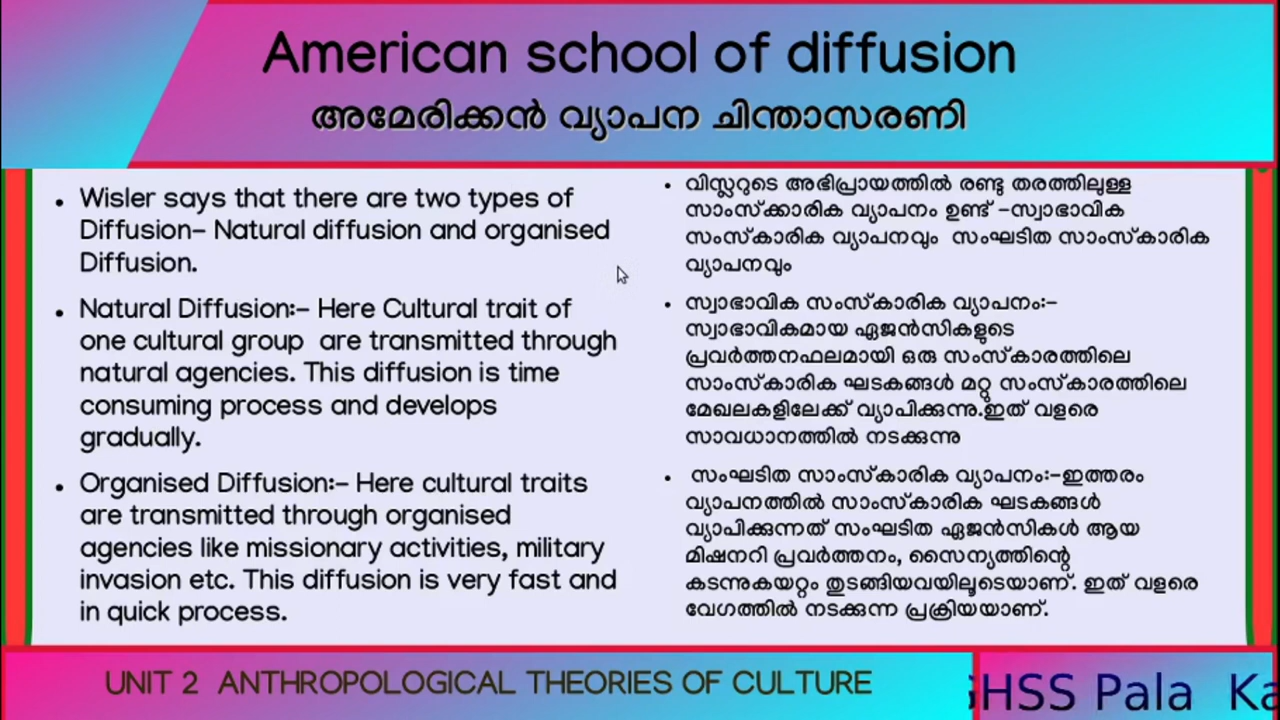 American school of diffusion
അമേരിക്കൻ വ്യാപന ചിന്താസരണി
• Wisler says that there are two types of
Diffusion- Natural diffusion and organised
Diffusion.
• Natural Diffusion:- Here Cultural trait of
one cultural group are transmitted through
natural agencies. This diffusion is time
consuming process and develops
gradually.
• Organised Diffusion:- Here cultural traits
are transmitted through organised
agencies like missionary activities, military
invasion etc. This diffusion is very fast and
in quick process.
• വിസ്ലറുടെ അഭിപ്രായത്തിൽ രണ്ടു തരത്തിലുള്ള
സാംസ്ക്കാരിക വ്യാപനം ഉണ്ട് -സ്വാഭാവിക
സംസ്കാരിക വ്യാപനവും സംഘടിത സാംസ്കാരിക
വ്യാപനവും
• സ്വാഭാവിക സംസ്കാരിക വ്യാപനം:-
സ്വാഭാവികമായ ഏജൻസികളുടെ
പ്രവർത്തനഫലമായി ഒരു സംസ്കാരത്തിലെ
സാംസ്കാരിക ഘടകങ്ങൾ മറ്റു സംസ്കാരത്തിലെ
മേഖലകളിലേക്ക് വ്യാപിക്കുന്നു.ഇത് വളരെ
സാവധാനത്തിൽ നടക്കുന്നു
• സംഘടിത സാംസ്കാരിക വ്യാപനം:-ഇത്തരം
വ്യാപനത്തിൽ സാംസ്കാരിക ഘടകങ്ങൾ
വ്യാപിക്കുന്നത് സംഘടിത ഏജൻസികൾ ആയ
മിഷനറി പ്രവർത്തനം, സൈന്യത്തിന്റെ
കടന്നുകയറ്റം തുടങ്ങിയവയിലൂടെയാണ്. ഇത് വളരെ
വേഗത്തിൽ നടക്കുന്ന പ്രക്രിയയാണ്.
UNIT 2 ANTHROPOLOGICAL THEORIES OF CULTURE
HSS Pala Ka